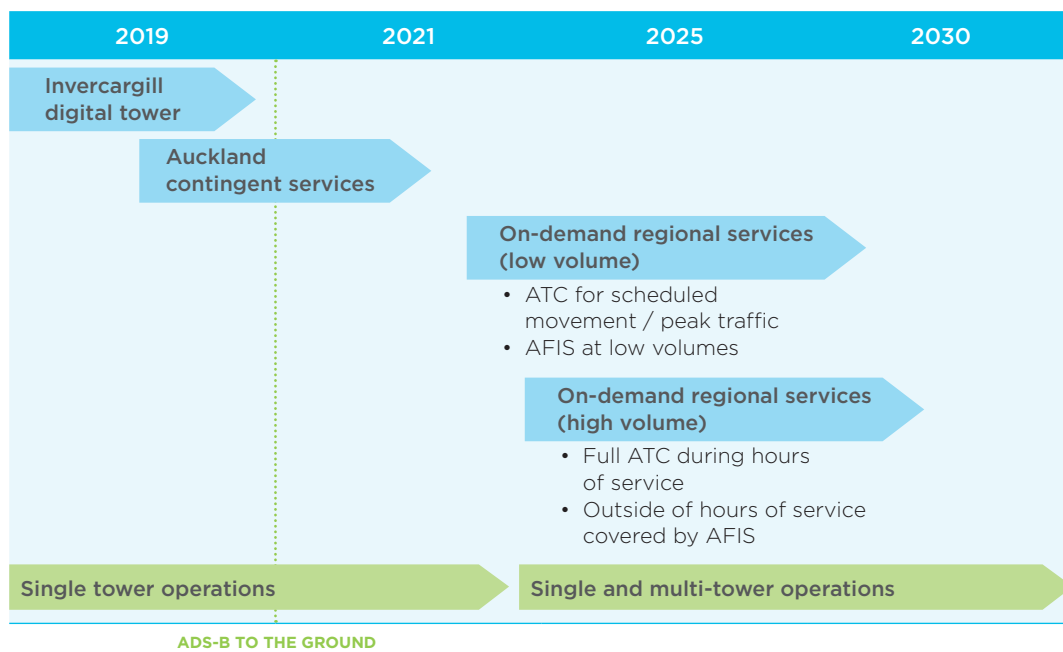 2019 2021 2025 2030
Invercargill
digital tower
Auckland
contingent services
On-demand regional services
(low volume)
• ATC for scheduled
movement / peak traffic
• AFIS at low volumes
On-demand regional services
(high volume)
• Full ATC during hours
of service
• Outside of hours of service
covered by AFIS
Single tower operations
Single and multi-tower operations
ADS-B TO THE GROUND